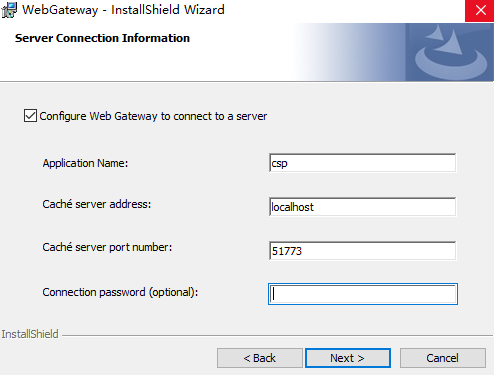 WebGateway - InstallShield Wizard
Server Connection Information
Configure Web Gateway to connect to a server
Application Name:
csp
Caché server address:
localhost
Caché server port number:
51773
Connection password (optional):
InstallShield
< Back
Next >
Cancel